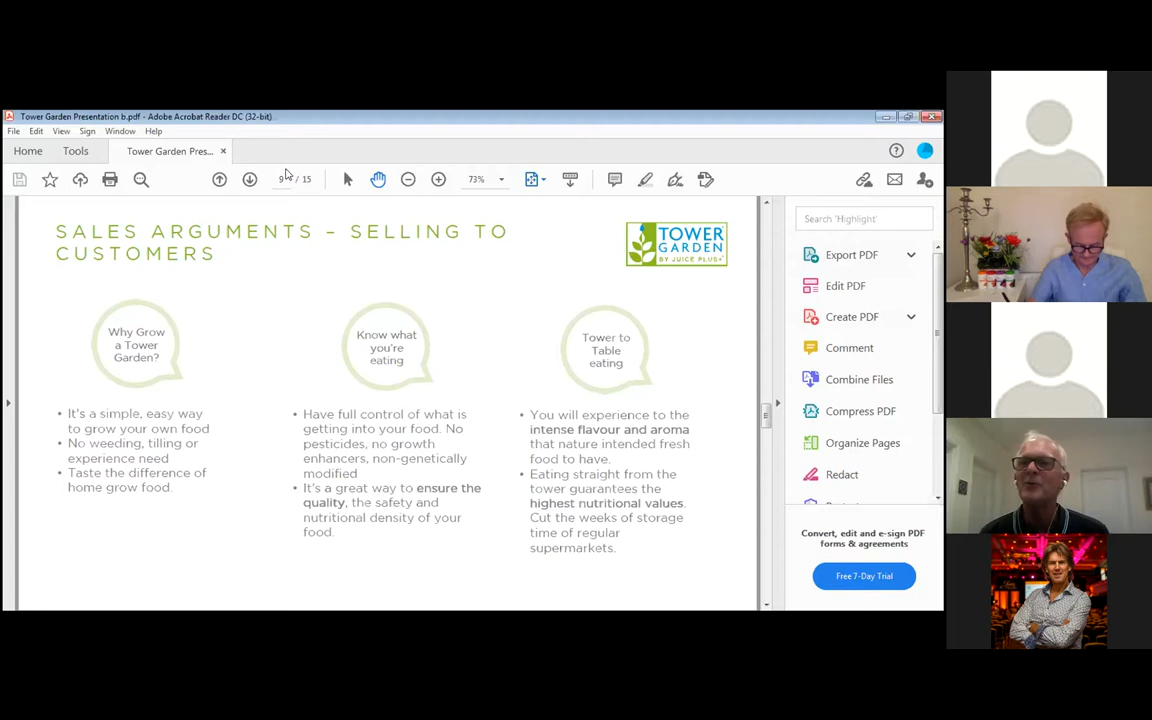 Tower Garden Presentation b.pdf - Adobe Acrobat Reader DC (32-bit)
File Edit View Sign Window Help
Home Tools Tower Garden Pres... ×
9 / 15 73%
SALES ARGUMENTS – SELLING TO
CUSTOMERS
TOWER
GARDEN
BY JUICE PLUS+
Why Grow
a Tower
Garden?
• It's a simple, easy way
to grow your own food
• No weeding, tilling or
experience need
• Taste the difference of
home grow food.
Know what
you're
eating
• Have full control of what is
getting into your food. No
pesticides, no growth
enhancers, non-genetically
modified
• It's a great way to ensure the
quality, the safety and
nutritional density of your
food.
Tower to
Table
eating
• You will experience to the
intense flavour and aroma
that nature intended fresh
food to have.
• Eating straight from the
tower guarantees the
highest nutritional values.
Cut the weeks of storage
time of regular
supermarkets.
Search 'Highlight'
Export PDF
Edit PDF
Create PDF
Comment
Combine Files
Compress PDF
Organize Pages
Redact
Convert, edit and e-sign PDF
forms & agreements
Free 7-Day Trial